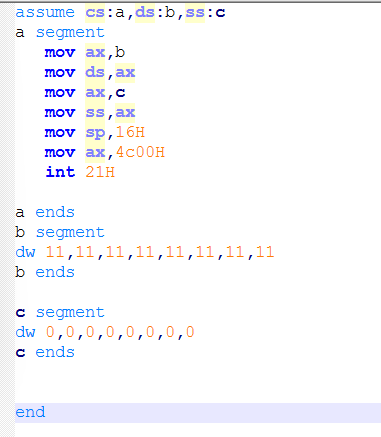 assume cs:a,ds:b,ss:c
a segment
mov ax,b
mov ds,ax
mov ax,c
mov ss,ax
mov sp,16H
mov ax,4c00H
int 21H
a ends
b segment
dw 11,11,11,11,11,11,11,11
b ends
c segment
dw 0,0,0,0,0,0,0,0
c ends
end